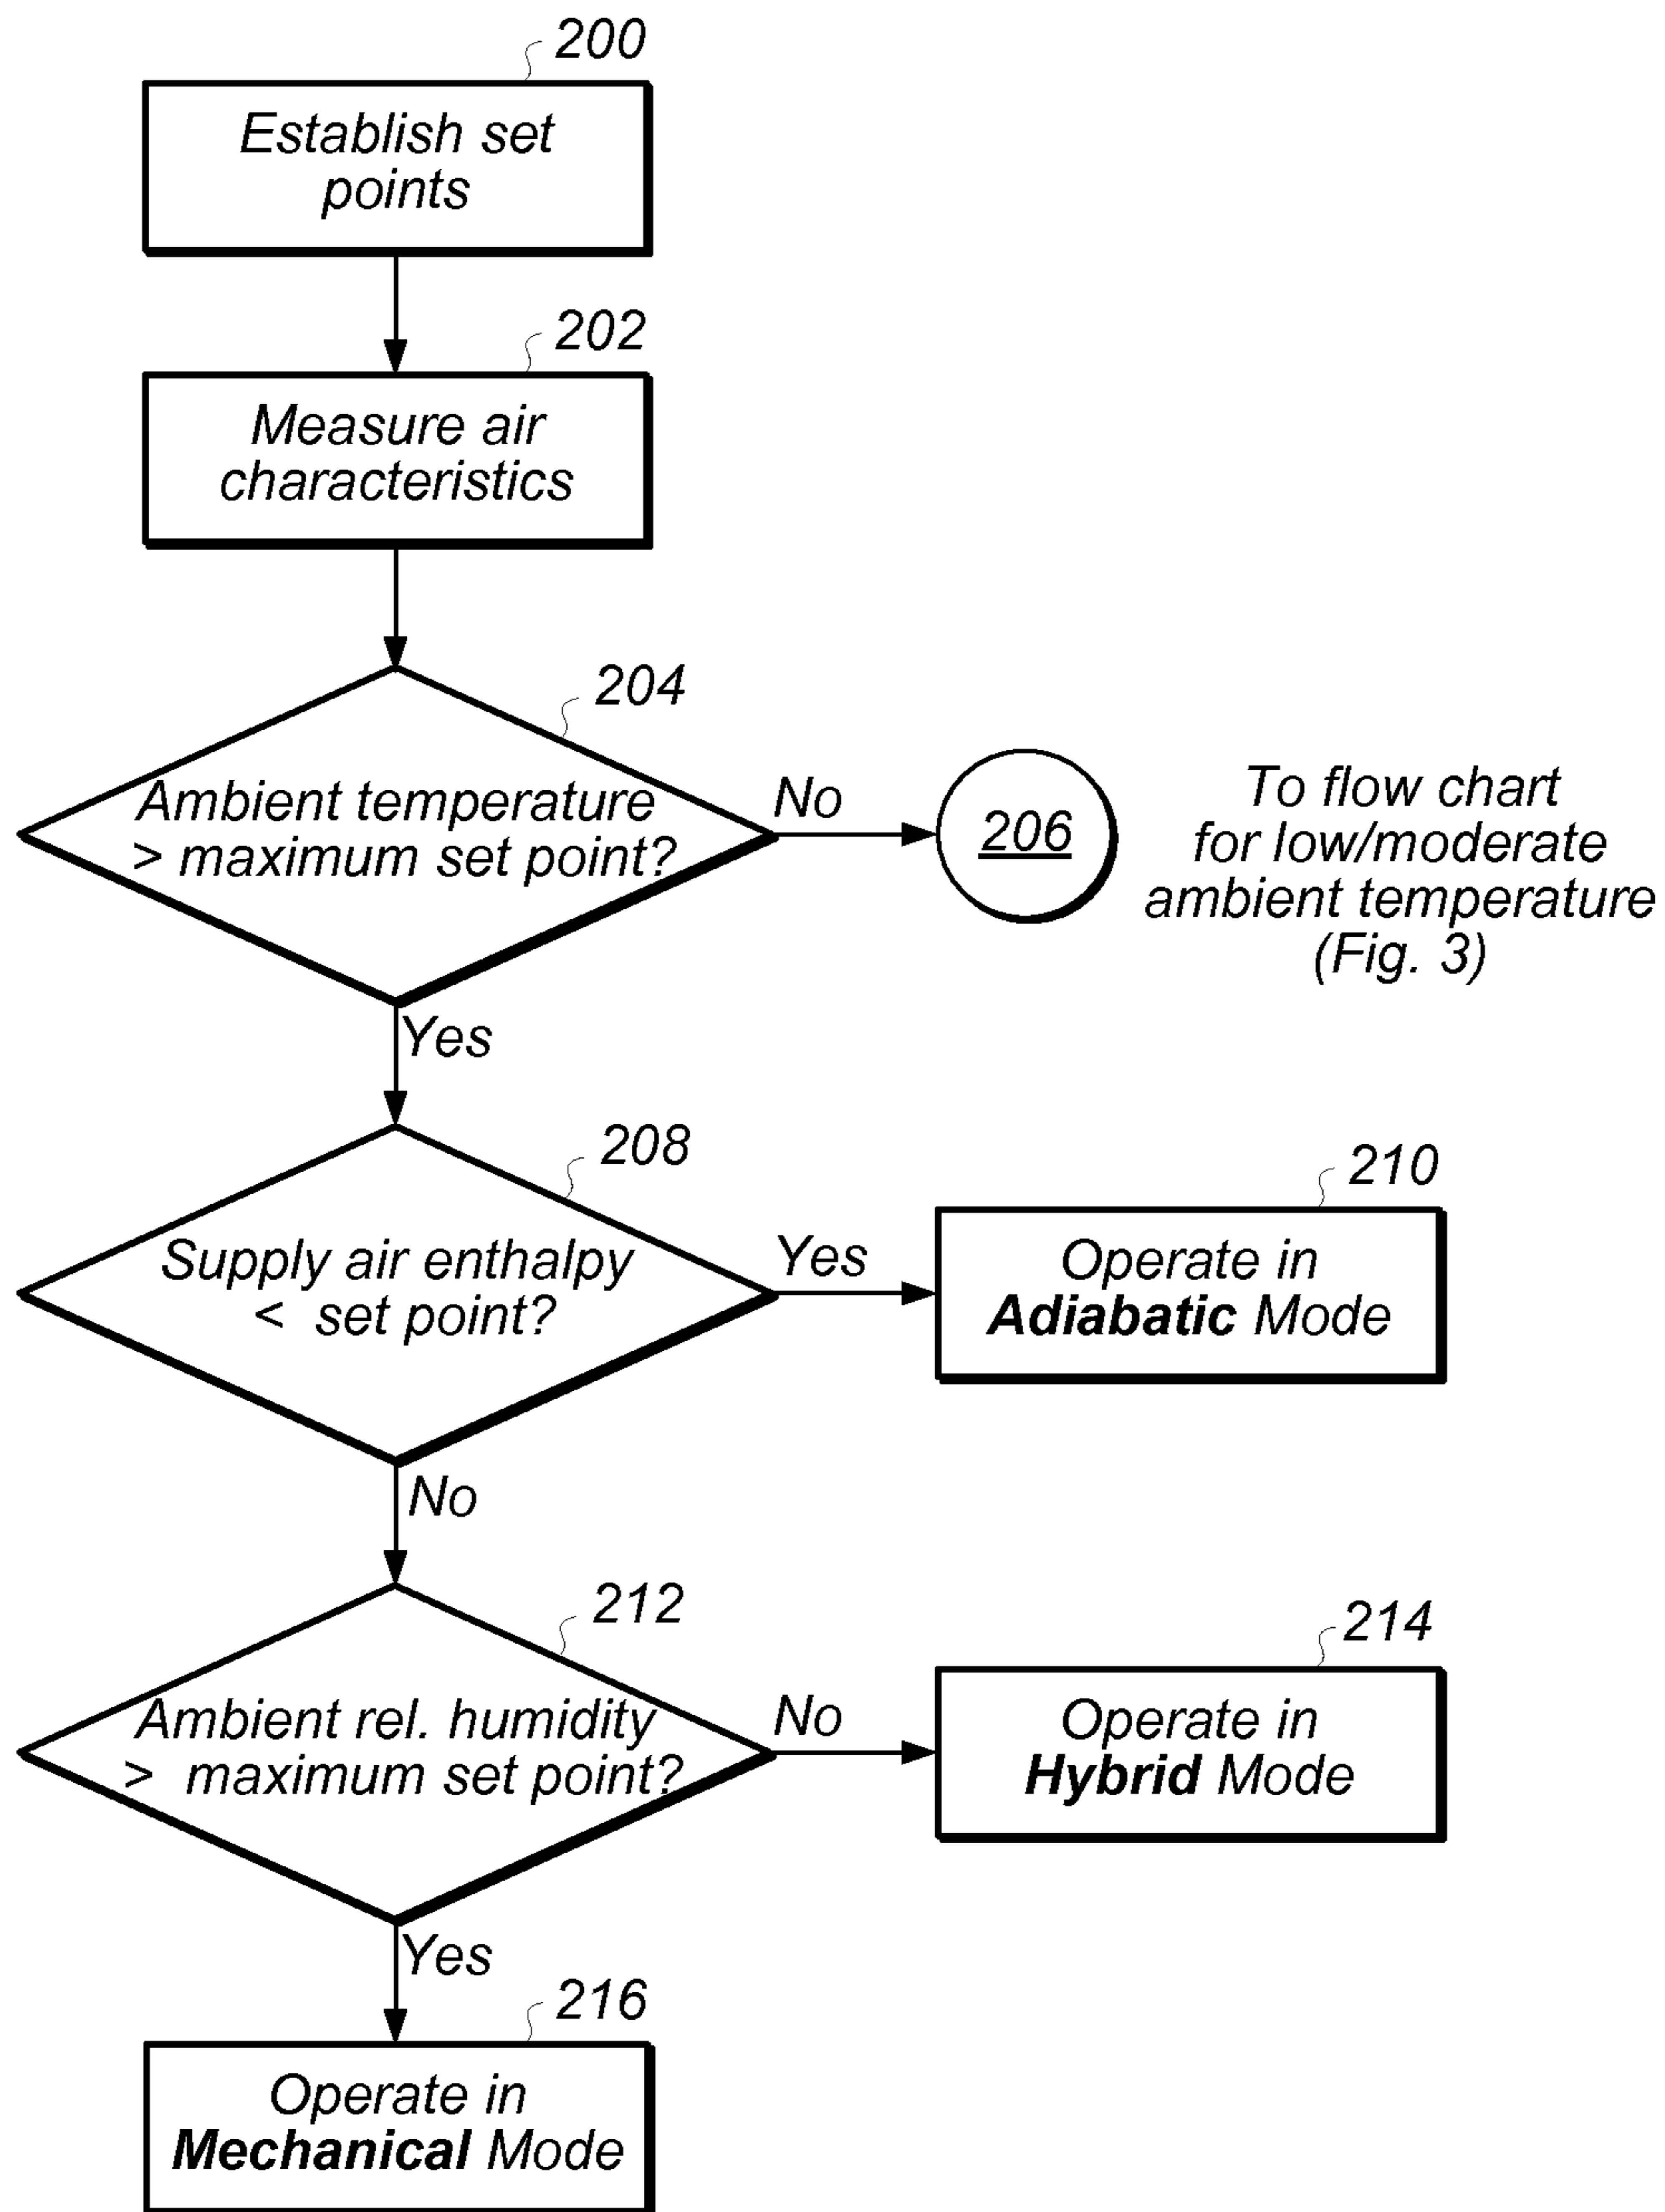 200
Establish set
points
202
Measure air
characteristics
204
Ambient temperature
> maximum set point?
No
206
To flow chart
for low/moderate
ambient temperature
(Fig. 3)
Yes
208
Supply air enthalpy
< set point?
Yes
210
Operate in
Adiabatic Mode
No
212
Ambient rel. humidity
> maximum set point?
No
214
Operate in
Hybrid Mode
Yes
216
Operate in
Mechanical Mode